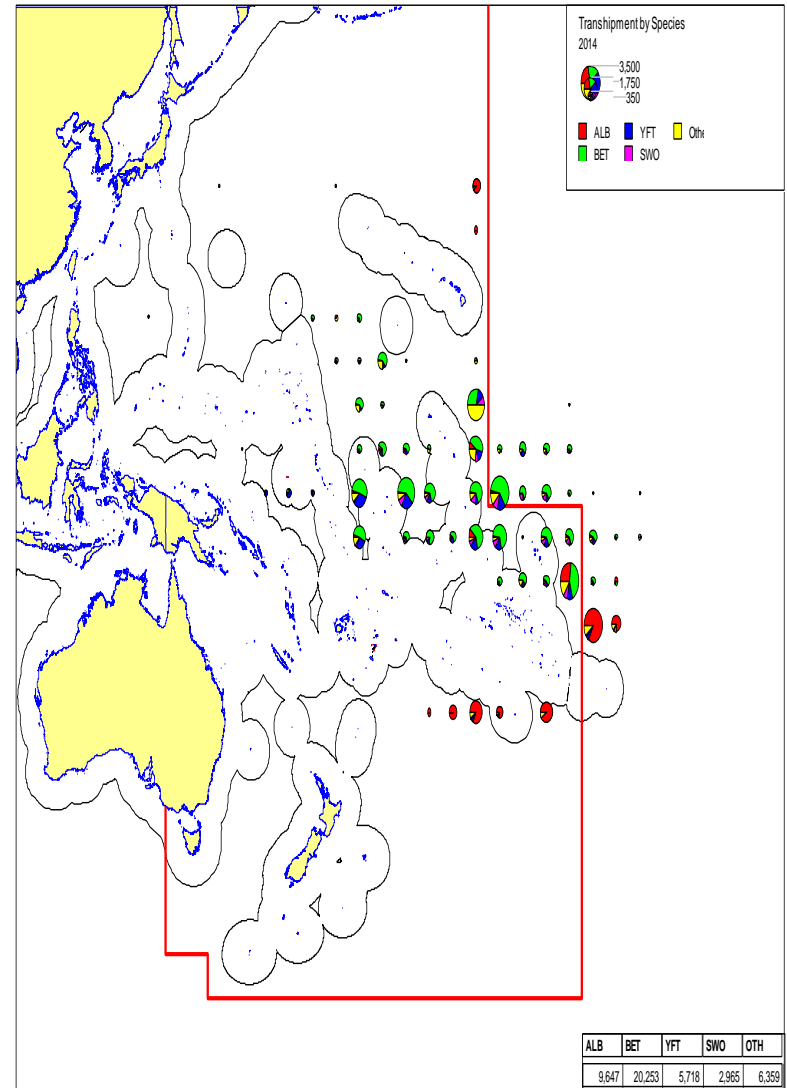 Transhipment by Species
2014
3,500
1,750
350
ALB YFT Othe
BET SWO
ALB BET YFT SWO OTH
9,647 20,253 5,718 2,965 6,359